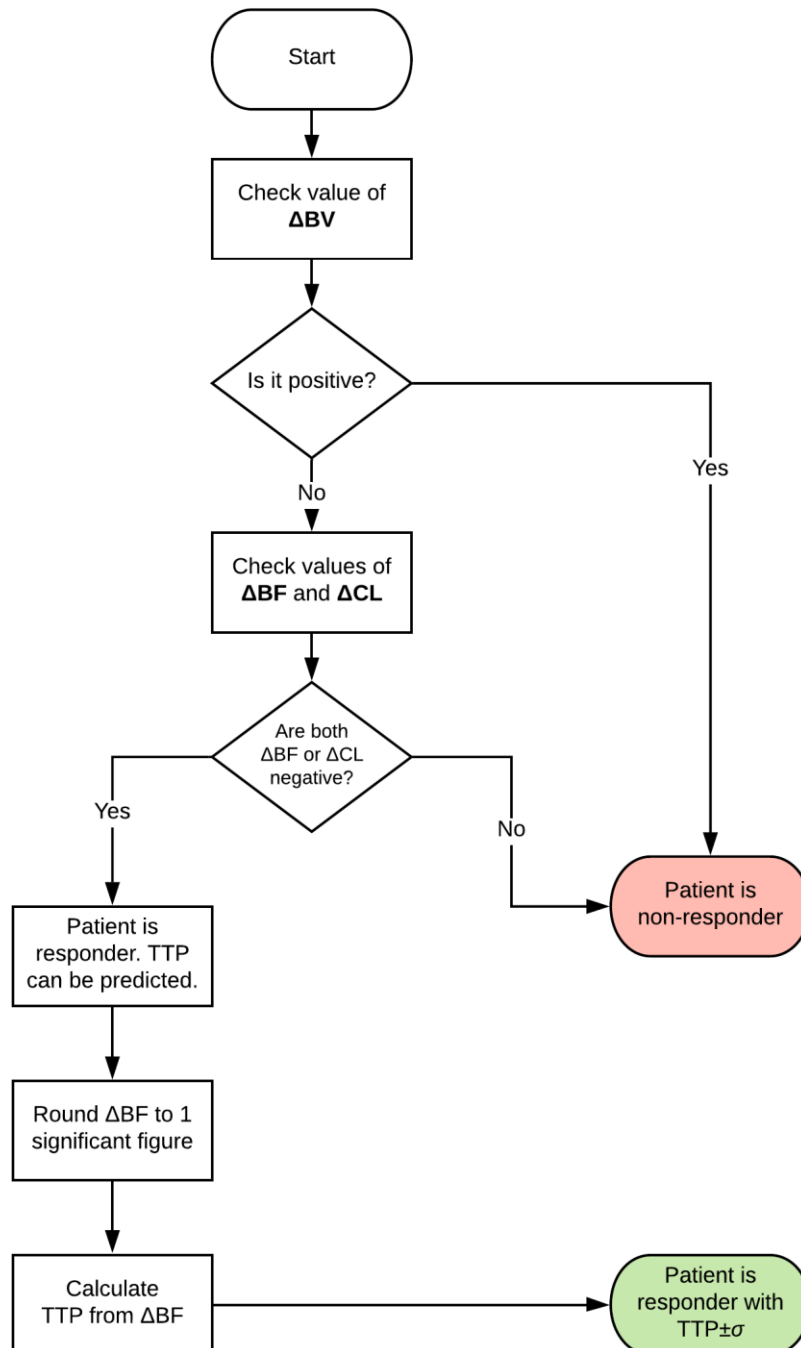 Start
Check value of
ΔBV
Is it positive?
Yes
No
Check values of
ΔBF and ΔCL
Are both
ΔBF or ΔCL
negative?
Yes
No
Patient is
non-responder
Patient is
responder. TTP
can be predicted.
Round ΔBF to 1
significant figure
Calculate
TTP from ΔBF
Patient is
responder with
TTP±σ